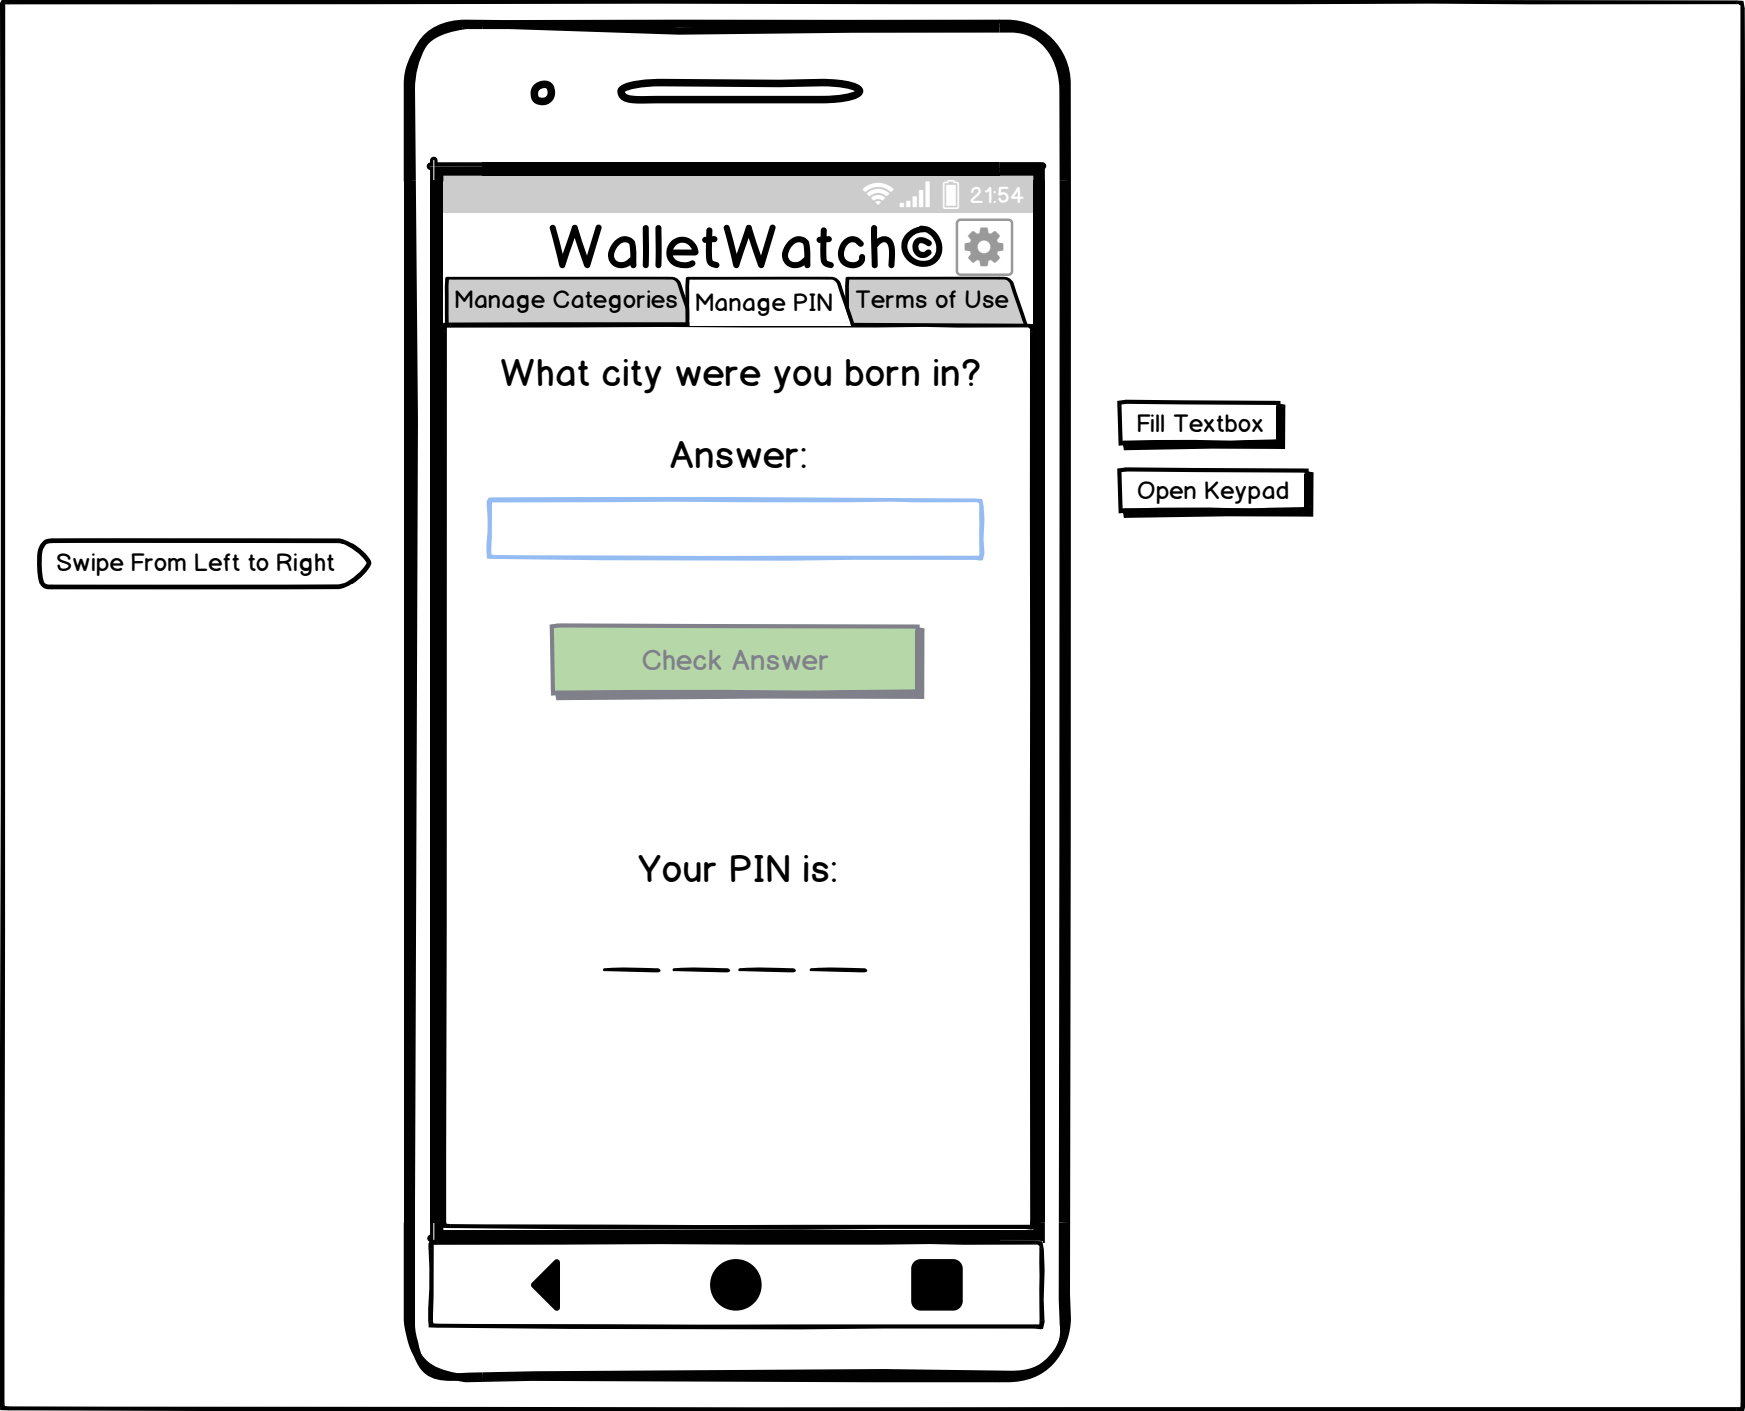 21:54
WalletWatch©
Manage Categories
Manage PIN
Terms of Use
What city were you born in?
Answer:
Fill Textbox
Open Keypad
Swipe From Left to Right
Check Answer
Your PIN is: